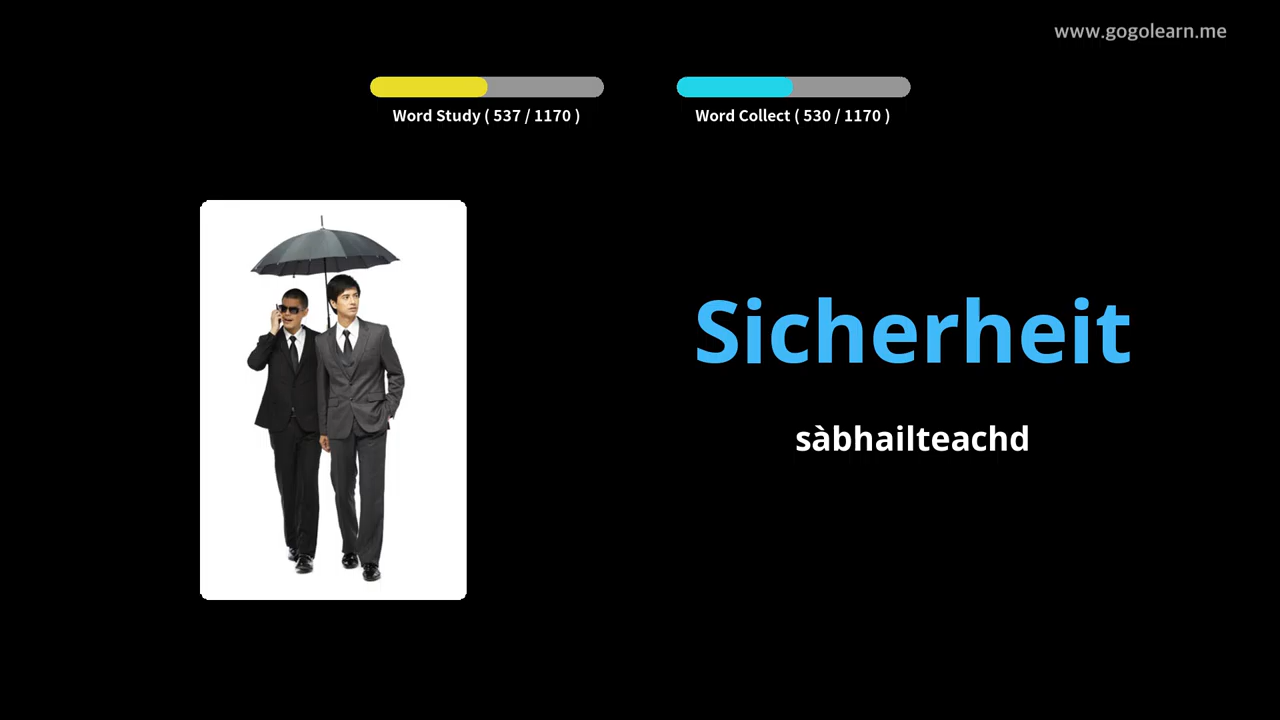 www.gogolearn.me
Word Study ( 537 / 1170 )
Word Collect ( 530 / 1170 )
Sicherheit
sàbhailteachd